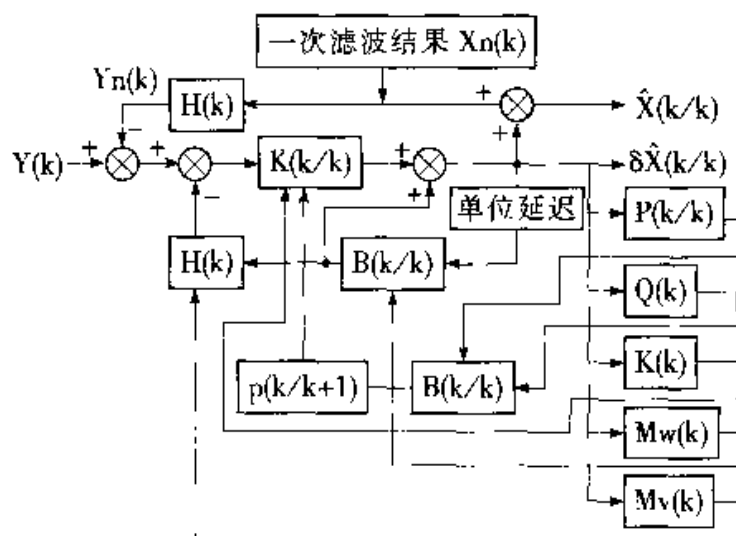 一次滤波结果 Xn(k)
Yn(k)
H(k)
+
+
X̂(k/k)
−
Y(k)
+
+
K(k/k)
+
δX̂(k/k)
−
+
单位延迟
P(k/k)
H(k)
B(k/k)
Q(k)
p(k/k+1)
B(k/k)
K(k)
Mw(k)
Mv(k)